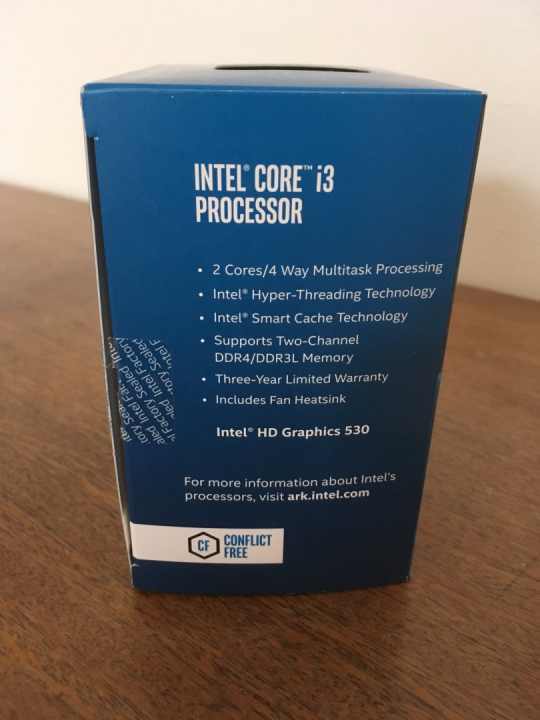 INTEL® CORE™ i3
PROCESSOR
• 2 Cores/4 Way Multitask Processing
• Intel® Hyper-Threading Technology
• Intel® Smart Cache Technology
• Supports Two-Channel
DDR4/DDR3L Memory
• Three-Year Limited Warranty
• Includes Fan Heatsink
Intel® HD Graphics 530
For more information about Intel's
processors, visit ark.intel.com
CF CONFLICT
FREE